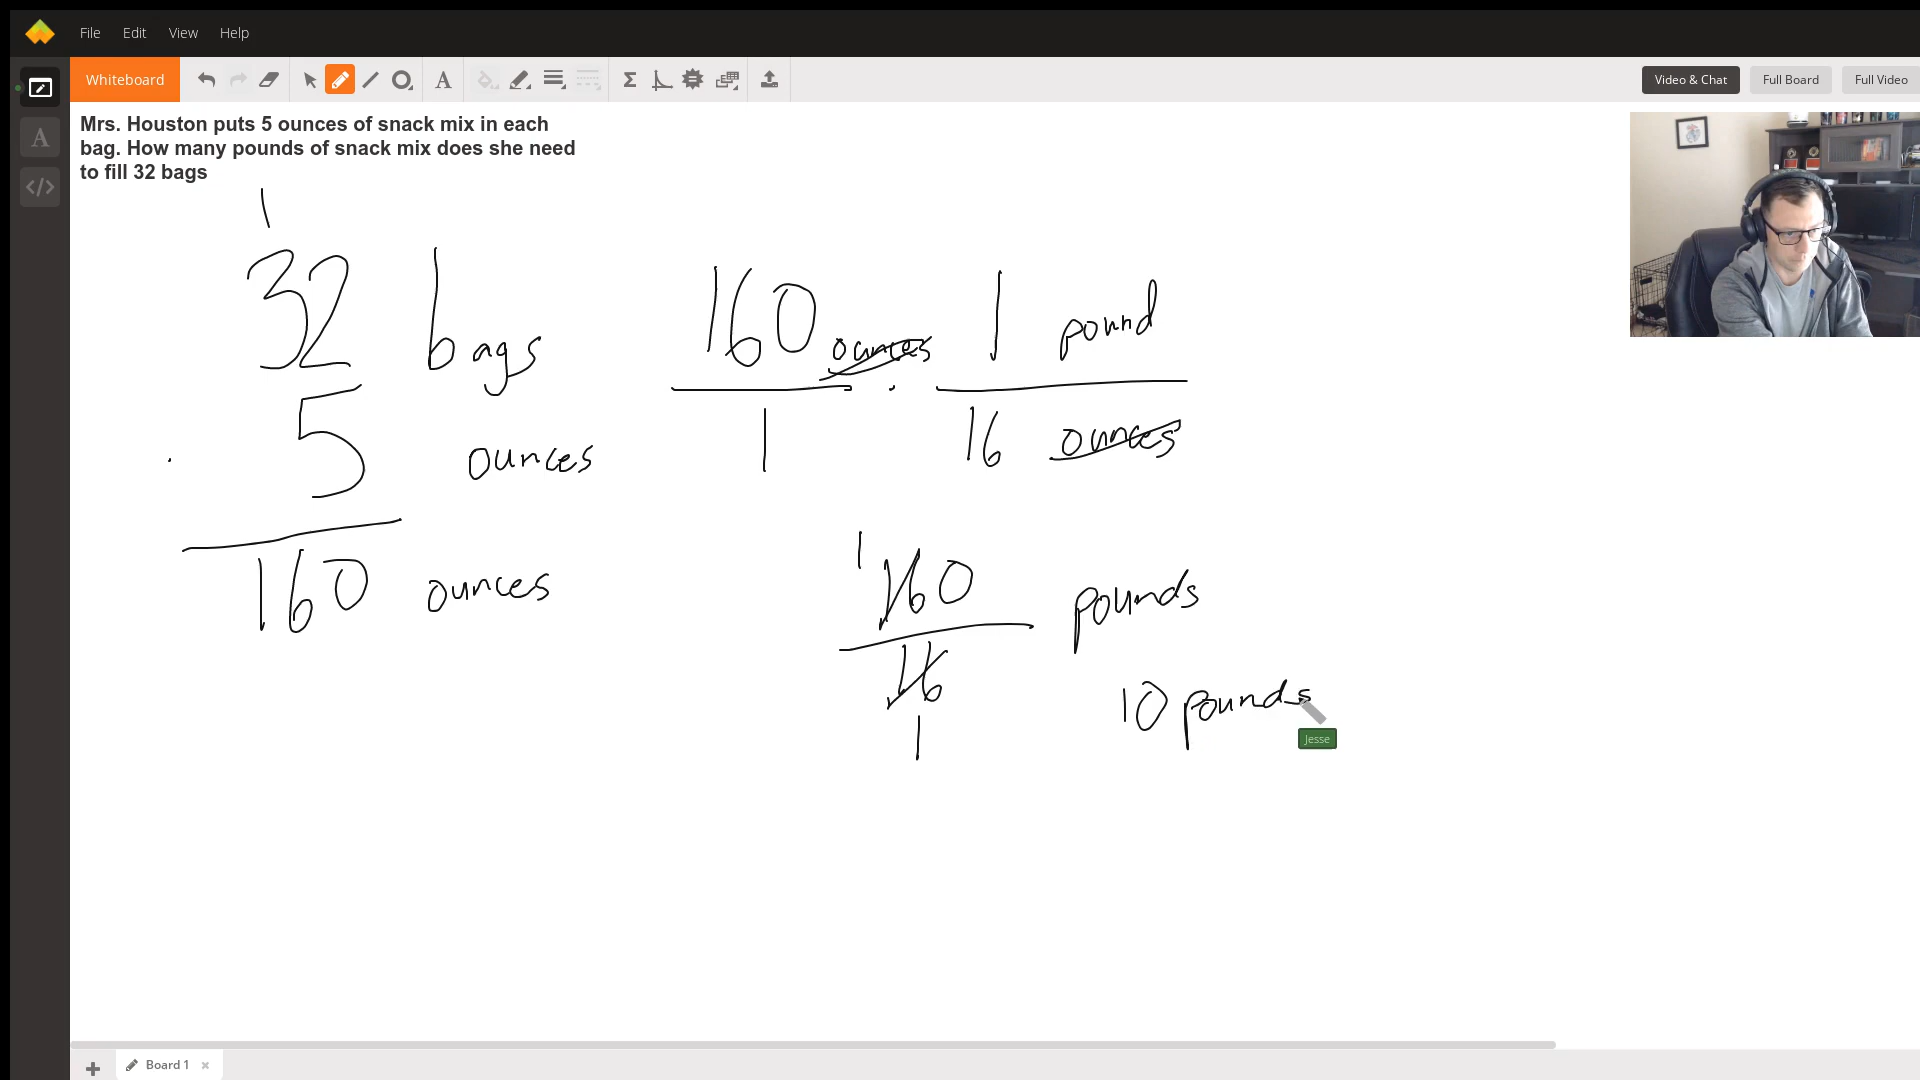 File Edit View Help
Whiteboard
Video & Chat Full Board Full Video
Mrs. Houston puts 5 ounces of snack mix in each
bag. How many pounds of snack mix does she need
to fill 32 bags
1
32 bags
· 5 ounces
160 ounces
160 ounces · 1 pound
1 16 ounces
1
160 pounds
16
1
10 pounds
Jesse
Board 1